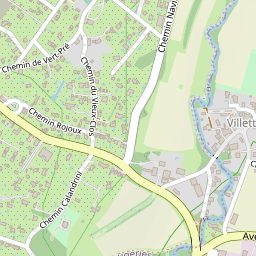 Chemin Navi
Chemin de Vert-Pré
Chemin du Vieux-Clos
Chemin Rojoux
Villett
Chemin Calandrini
Ave